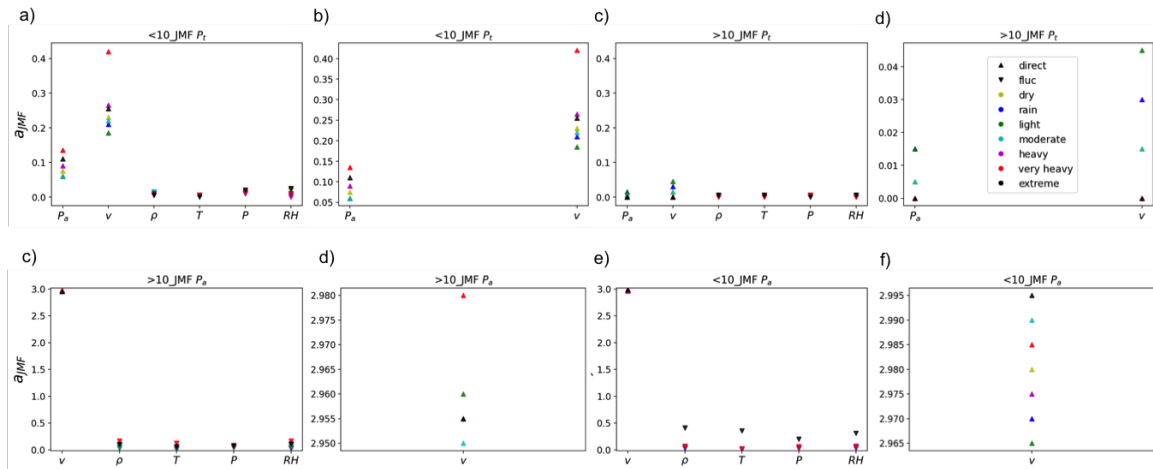 a)
<10_JMF Pt
aJMF
0.4
0.3
0.2
0.1
0.0
Pa v ρ T P RH
b)
<10_JMF Pt
0.40
0.35
0.30
0.25
0.20
0.15
0.10
0.05
Pa v
c)
>10_JMF Pt
0.4
0.3
0.2
0.1
0.0
Pa v ρ T P RH
d)
>10_JMF Pt
0.04
0.03
0.02
0.01
0.00
direct
fluc
dry
rain
light
moderate
heavy
very heavy
extreme
Pa v
c)
>10_JMF Pa
aJMF
3.0
2.5
2.0
1.5
1.0
0.5
0.0
v ρ T P RH
d)
>10_JMF Pa
2.980
2.975
2.970
2.965
2.960
2.955
2.950
v
e)
<10_JMF Pa
3.0
2.5
2.0
1.5
1.0
0.5
0.0
v ρ T P RH
f)
<10_JMF Pa
2.995
2.990
2.985
2.980
2.975
2.970
2.965
v